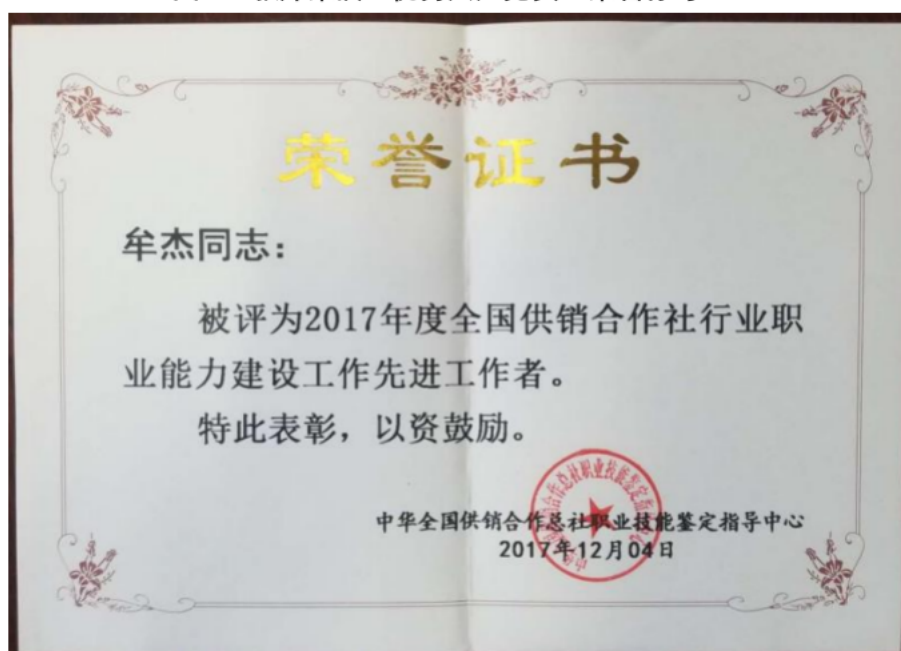 荣誉证书
牟杰同志：
被评为2017年度全国供销合作社行业职
业能力建设工作先进工作者。
特此表彰，以资鼓励。
中华全国供销合作总社职业技能鉴定指导中心
2017年12月04日